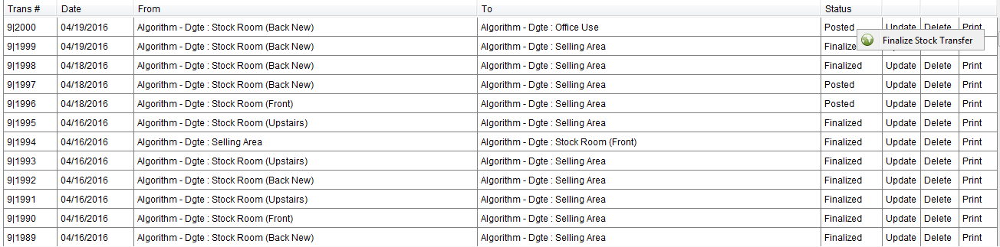 Trans # Date From To Status
9|2000 04/19/2016 Algorithm - Dgte : Stock Room (Back New) Algorithm - Dgte : Office Use Posted Update Delete Print
Finalize Stock Transfer
9|1999 04/19/2016 Algorithm - Dgte : Stock Room (Back New) Algorithm - Dgte : Selling Area Finalized
9|1998 04/18/2016 Algorithm - Dgte : Stock Room (Back New) Algorithm - Dgte : Selling Area Finalized Update Delete Print
9|1997 04/18/2016 Algorithm - Dgte : Stock Room (Back New) Algorithm - Dgte : Selling Area Posted Update Delete Print
9|1996 04/18/2016 Algorithm - Dgte : Stock Room (Front) Algorithm - Dgte : Selling Area Posted Update Delete Print
9|1995 04/16/2016 Algorithm - Dgte : Stock Room (Upstairs) Algorithm - Dgte : Selling Area Finalized Update Delete Print
9|1994 04/16/2016 Algorithm - Dgte : Selling Area Algorithm - Dgte : Stock Room (Front) Finalized Update Delete Print
9|1993 04/16/2016 Algorithm - Dgte : Stock Room (Upstairs) Algorithm - Dgte : Selling Area Finalized Update Delete Print
9|1992 04/16/2016 Algorithm - Dgte : Stock Room (Back New) Algorithm - Dgte : Selling Area Finalized Update Delete Print
9|1991 04/16/2016 Algorithm - Dgte : Stock Room (Upstairs) Algorithm - Dgte : Selling Area Finalized Update Delete Print
9|1990 04/16/2016 Algorithm - Dgte : Stock Room (Front) Algorithm - Dgte : Selling Area Finalized Update Delete Print
9|1989 04/16/2016 Algorithm - Dgte : Stock Room (Back New) Algorithm - Dgte : Selling Area Finalized Update Delete Print